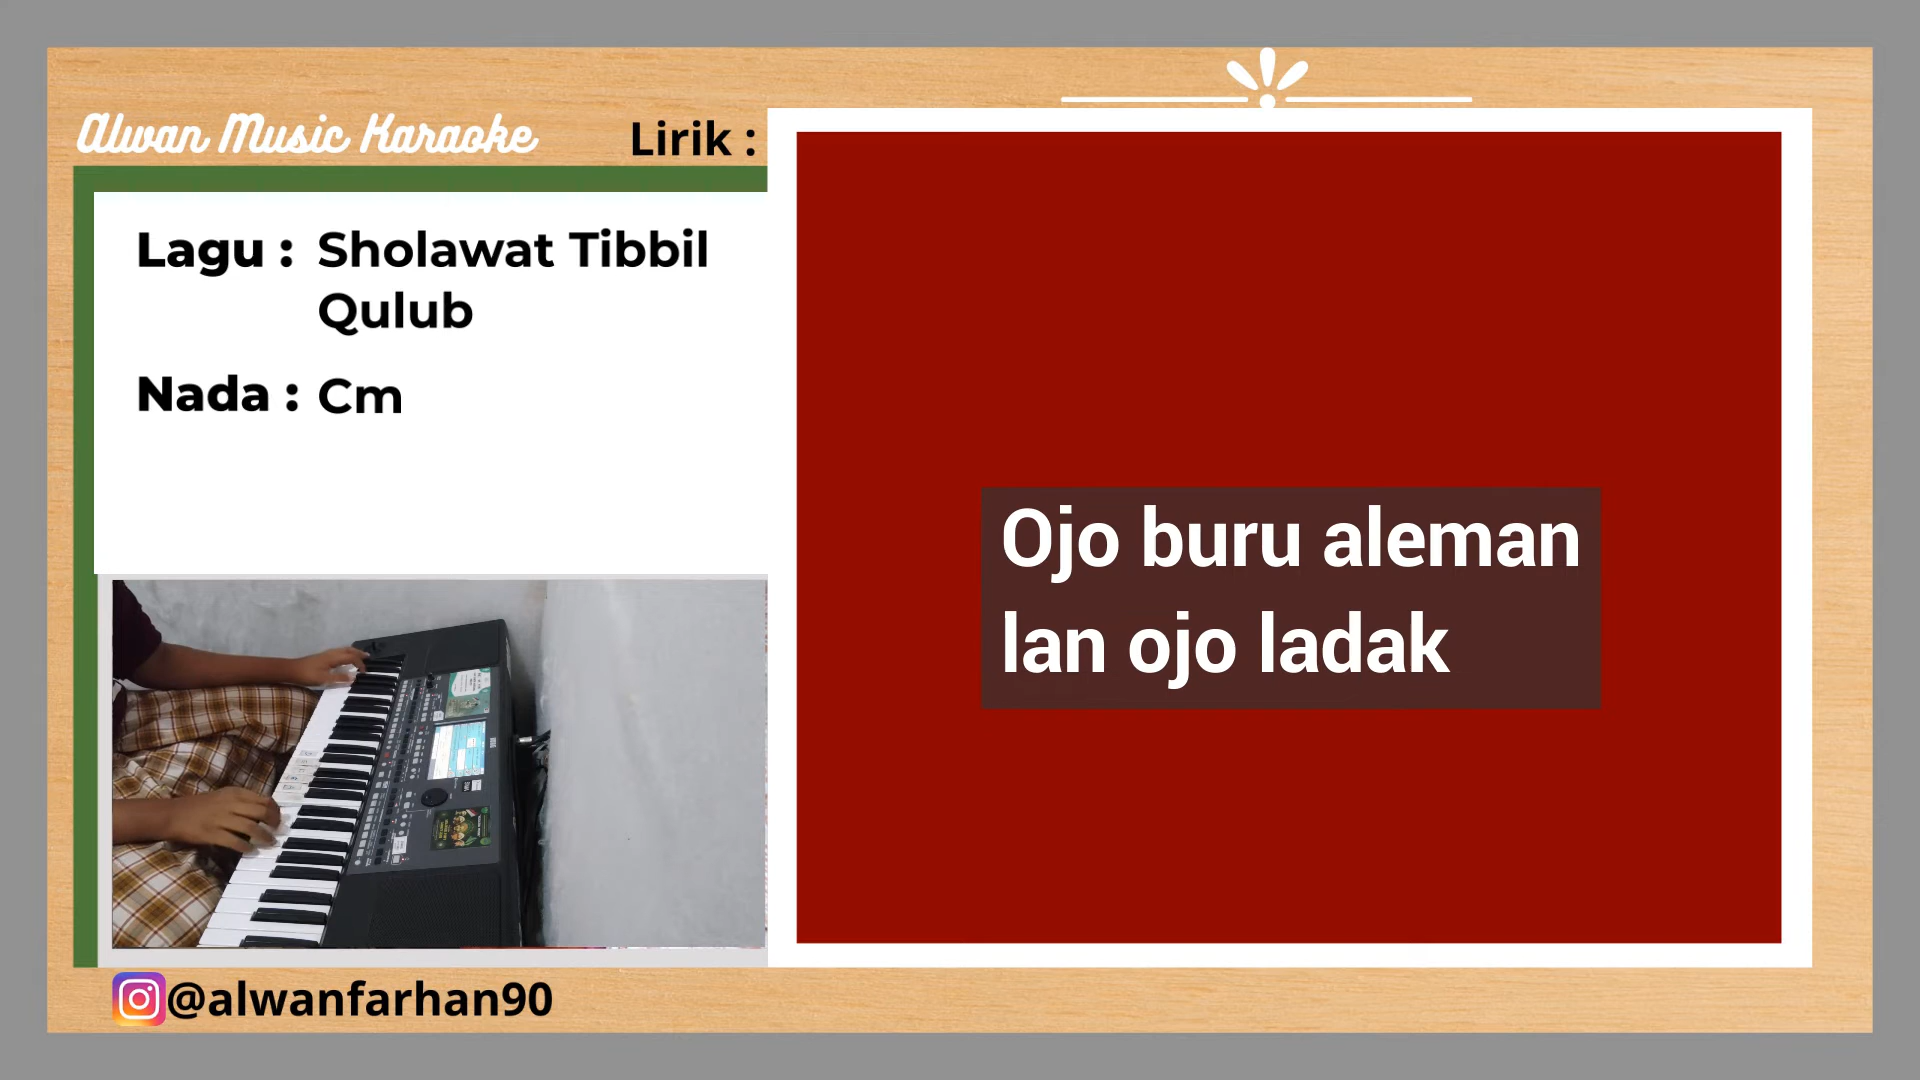 Alwan Music Karaoke
Lirik :
Lagu : Sholawat Tibbil
Qulub
Nada : Cm
Ojo buru aleman
lan ojo ladak
@alwanfarhan90